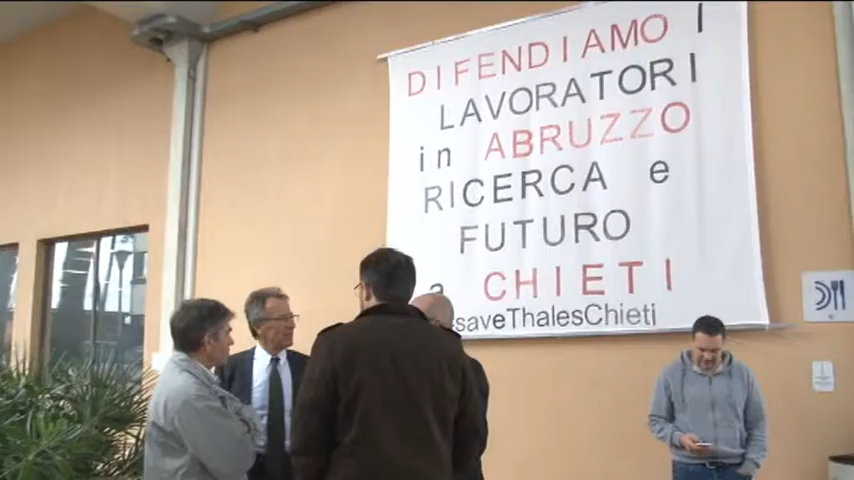 DIFENDIAMO I
LAVORATORI
in ABRUZZO
RICERCA e
FUTURO
a CHIETI
saveThalesChieti